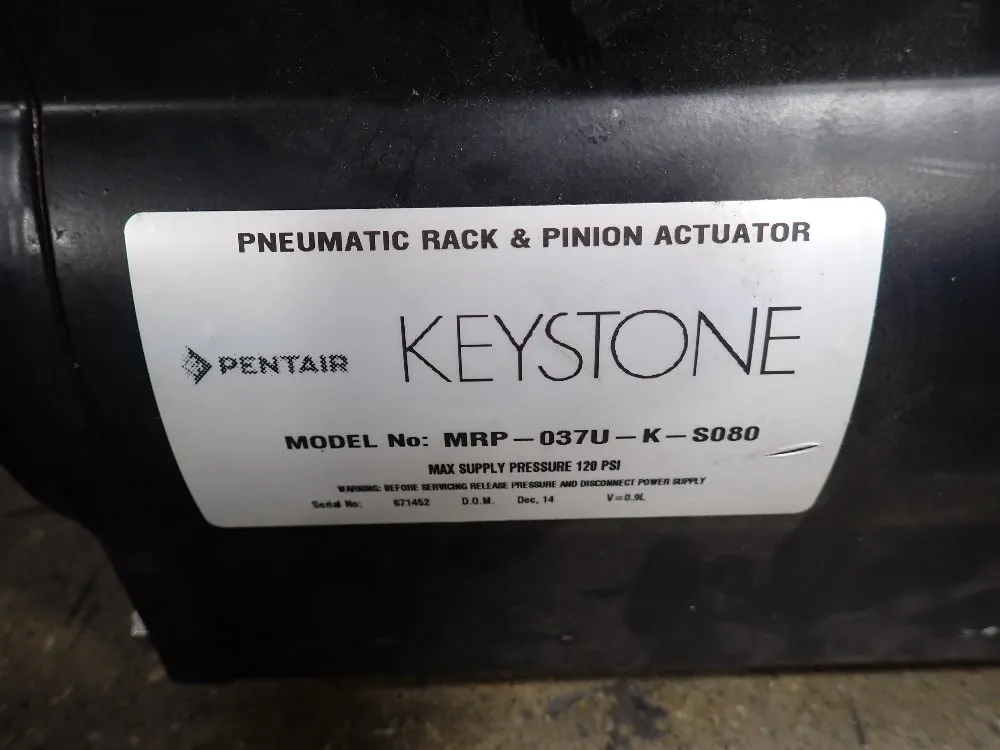 PNEUMATIC RACK & PINION ACTUATOR
PENTAIR KEYSTONE
MODEL No: MRP-037U-K-S080
MAX SUPPLY PRESSURE 120 PSI
WARNING: BEFORE SERVICING RELEASE PRESSURE AND DISCONNECT POWER SUPPLY
Serial No: 671452 D.O.M. Dec, 14 V=0.9L